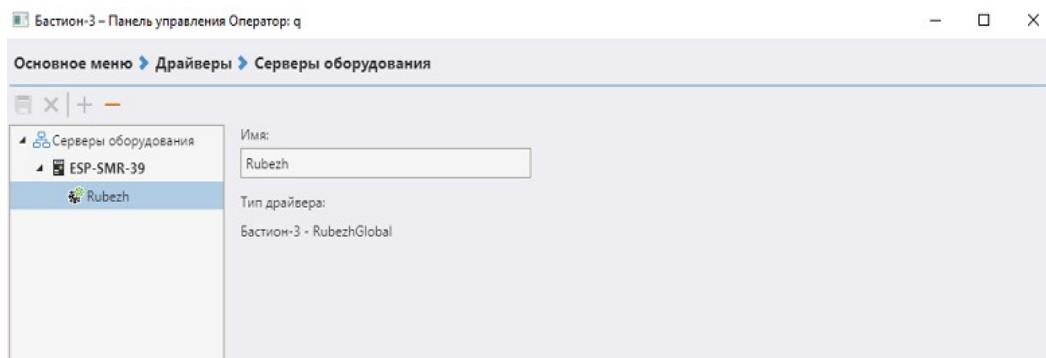 Бастион-3 – Панель управления Оператор: q
Основное меню Драйверы Серверы оборудования
Серверы оборудования
ESP-SMR-39
Rubezh
Имя:
Rubezh
Тип драйвера:
Бастион-3 - RubezhGlobal